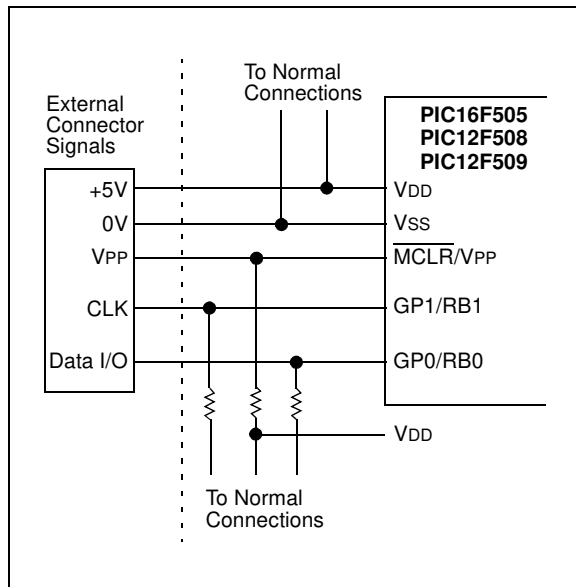 To Normal
Connections
External
Connector
Signals
PIC16F505
PIC12F508
PIC12F509
+5V
VDD
0V
VSS
VPP
MCLR/VPP
CLK
GP1/RB1
Data I/O
GP0/RB0
VDD
To Normal
Connections